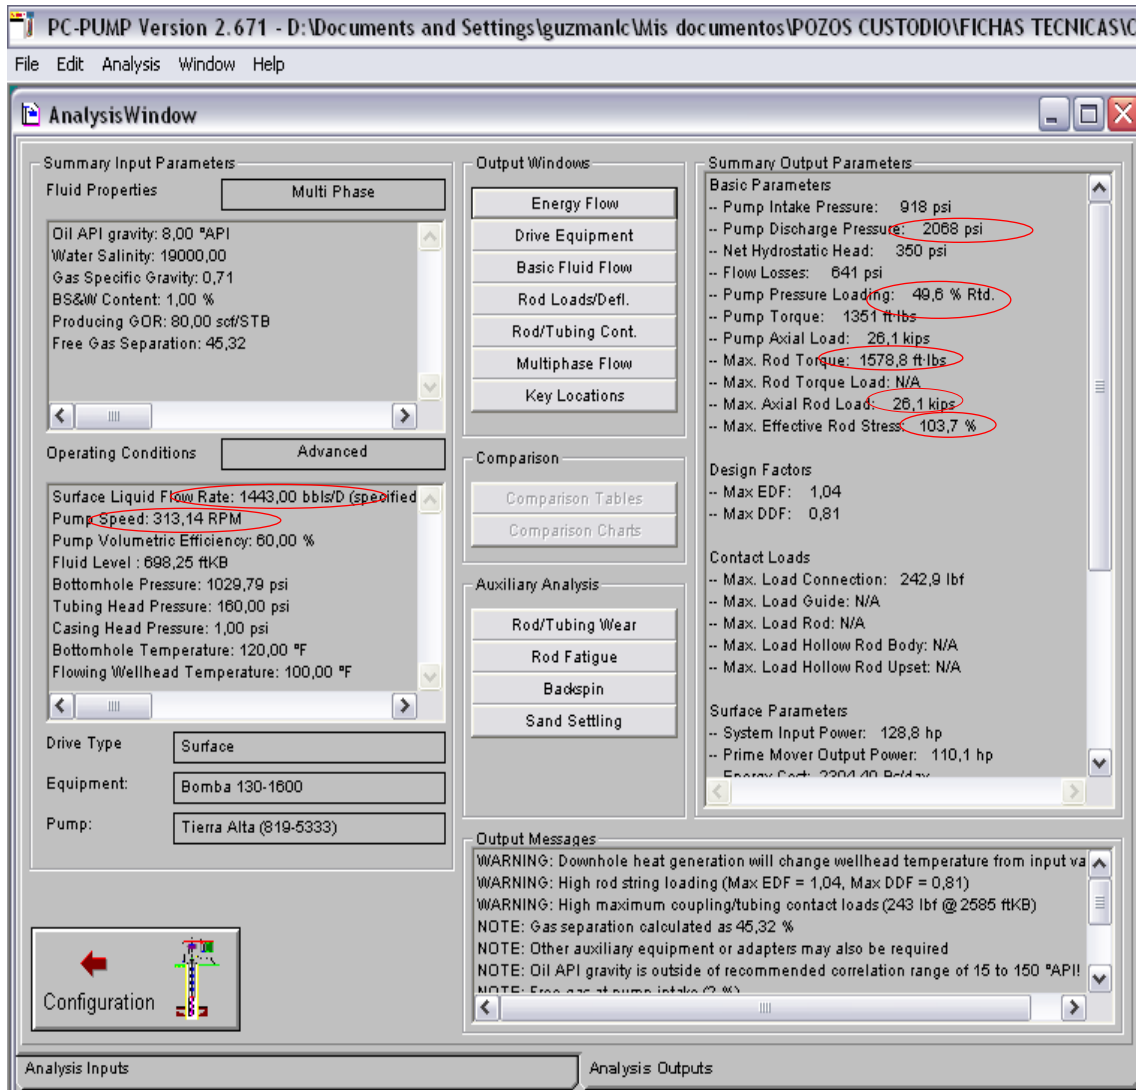 PC-PUMP Version 2.671 - D:\Documents and Settings\guzmanlc\Mis documentos\POZOS CUSTODIO\FICHAS TECNICAS\C
File Edit Analysis Window Help
AnalysisWindow
Summary Input Parameters
Fluid Properties
Multi Phase
Oil API gravity: 8,00 °API
Water Salinity: 19000,00
Gas Specific Gravity: 0,71
BS&W Content: 1,00 %
Producing GOR: 80,00 scf/STB
Free Gas Separation: 45,32
Operating Conditions
Advanced
Surface Liquid Flow Rate: 1443,00 bbls/D (specified
Pump Speed: 313,14 RPM
Pump Volumetric Efficiency: 60,00 %
Fluid Level : 698,25 ftKB
Bottomhole Pressure: 1029,79 psi
Tubing Head Pressure: 160,00 psi
Casing Head Pressure: 1,00 psi
Bottomhole Temperature: 120,00 °F
Flowing Wellhead Temperature: 100,00 °F
Drive Type
Surface
Equipment:
Bomba 130-1600
Pump:
Tierra Alta (819-5333)
Configuration
Output Windows
Energy Flow
Drive Equipment
Basic Fluid Flow
Rod Loads/Defl.
Rod/Tubing Cont.
Multiphase Flow
Key Locations
Comparison
Comparison Tables
Comparison Charts
Auxiliary Analysis
Rod/Tubing Wear
Rod Fatigue
Backspin
Sand Settling
Summary Output Parameters
Basic Parameters
-- Pump Intake Pressure: 918 psi
-- Pump Discharge Pressure: 2068 psi
-- Net Hydrostatic Head: 350 psi
-- Flow Losses: 641 psi
-- Pump Pressure Loading: 49,6 % Rtd.
-- Pump Torque: 1351 ft·lbs
-- Pump Axial Load: 26,1 kips
-- Max. Rod Torque: 1578,8 ft·lbs
-- Max. Rod Torque Load: N/A
-- Max. Axial Rod Load: 26,1 kips
-- Max. Effective Rod Stress: 103,7 %
Design Factors
-- Max EDF: 1,04
-- Max DDF: 0,81
Contact Loads
-- Max. Load Connection: 242,9 lbf
-- Max. Load Guide: N/A
-- Max. Load Rod: N/A
-- Max. Load Hollow Rod Body: N/A
-- Max. Load Hollow Rod Upset: N/A
Surface Parameters
-- System Input Power: 128,8 hp
-- Prime Mover Output Power: 110,1 hp
-- Energy Cost: 2304,40 Bs/day
Output Messages
WARNING: Downhole heat generation will change wellhead temperature from input va
WARNING: High rod string loading (Max EDF = 1,04, Max DDF = 0,81)
WARNING: High maximum coupling/tubing contact loads (243 lbf @ 2585 ftKB)
NOTE: Gas separation calculated as 45,32 %
NOTE: Other auxiliary equipment or adapters may also be required
NOTE: Oil API gravity is outside of recommended correlation range of 15 to 150 °API!
NOTE: Free gas at pump intake (2 %)
Analysis Inputs
Analysis Outputs